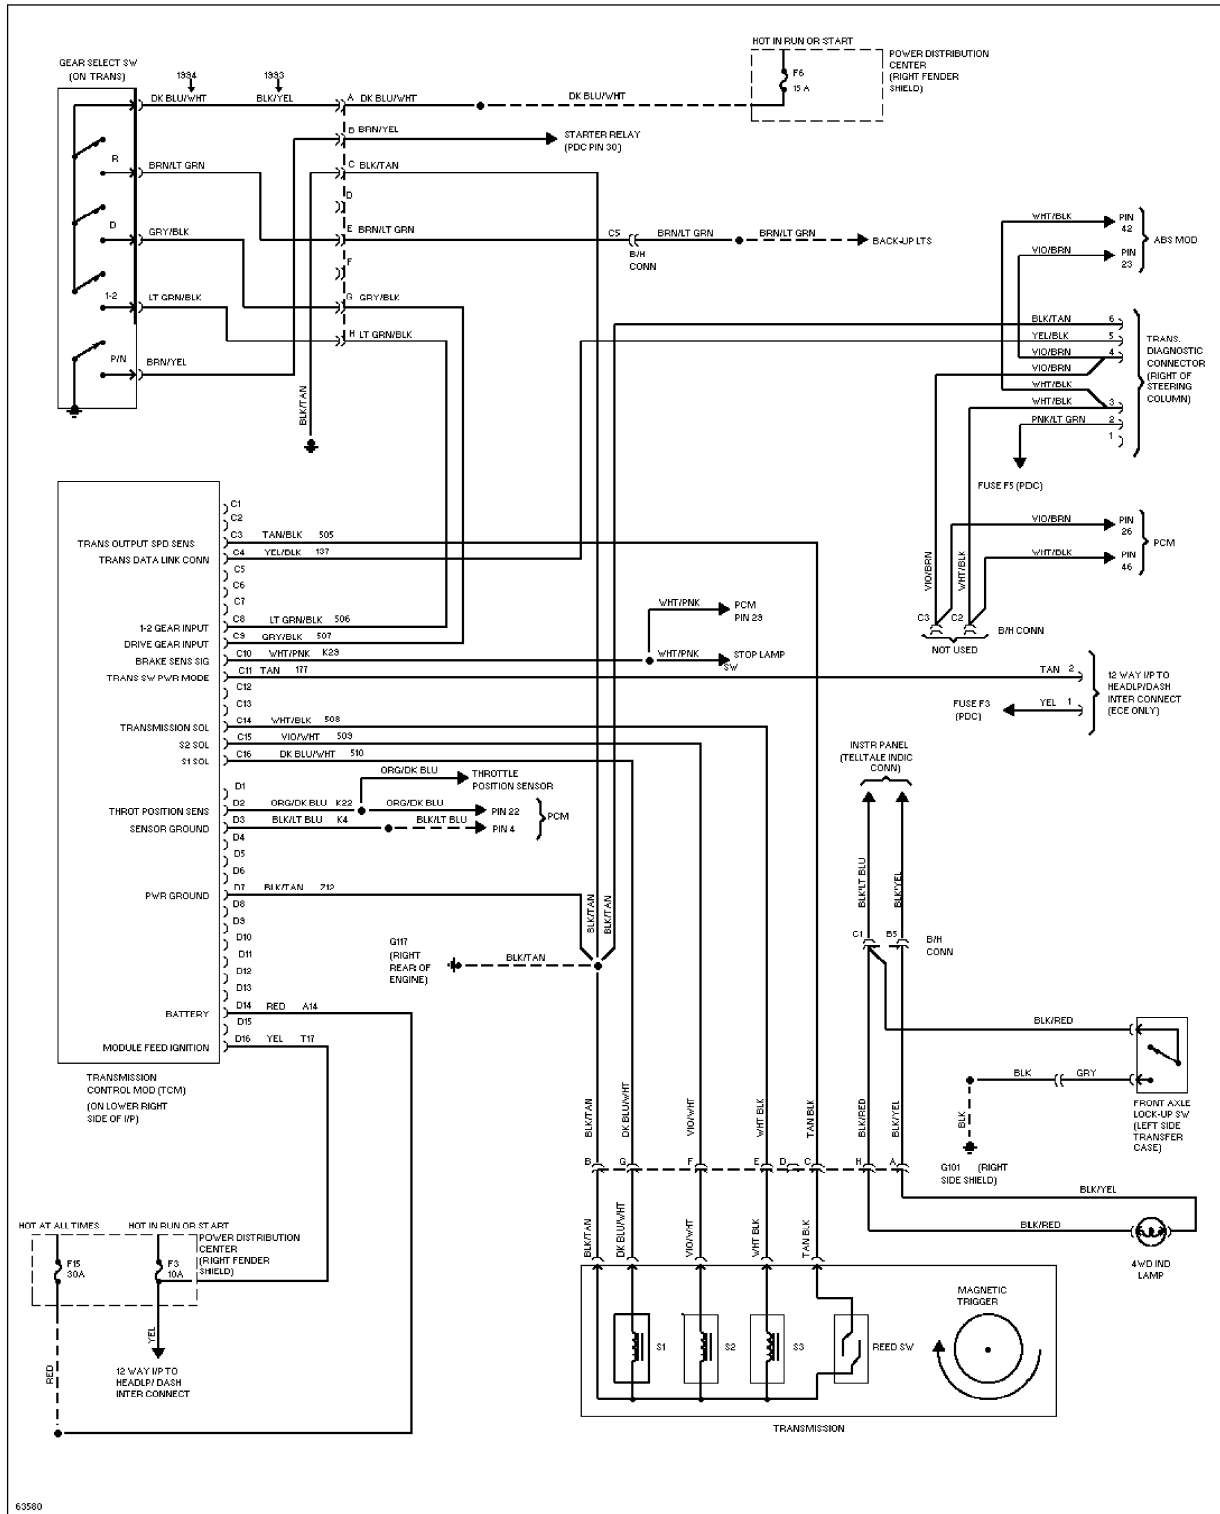 HOT IN RUN OR START
POWER DISTRIBUTION
CENTER
(RIGHT FENDER
SHIELD)
F6
15 A
GEAR SELECT SW
(ON TRANS)
1994
1993
DK BLU/WHT
BLK/YEL
A
DK BLU/WHT
DK BLU/WHT
B
BRN/YEL
STARTER RELAY
(PDC PIN 30)
R
BRN/LT GRN
C
BLK/TAN
D
D
GRY/BLK
E
BRN/LT GRN
C5
B/H
CONN
BRN/LT GRN
BRN/LT GRN
BACK-UP LTS
F
1-2
LT GRN/BLK
G
GRY/BLK
H
LT GRN/BLK
P/N
BRN/YEL
BLK/TAN
WHT/BLK
PIN
42
VIO/BRN
PIN
23
ABS MOD
BLK/TAN
6
YEL/BLK
5
VIO/BRN
4
VIO/BRN
WHT/BLK
WHT/BLK
3
PNK/LT GRN
2
1
TRANS.
DIAGNOSTIC
CONNECTOR
(RIGHT OF
STEERING
COLUMN)
FUSE F5 (PDC)
VIO/BRN
PIN
26
WHT/BLK
PIN
46
PCM
VIO/BRN
WHT/BLK
C3
C2
B/H CONN
NOT USED
C1
C2
TRANS OUTPUT SPD SENS
C3
TAN/BLK
505
TRANS DATA LINK CONN
C4
YEL/BLK
137
C5
C6
C7
1-2 GEAR INPUT
C8
LT GRN/BLK
506
DRIVE GEAR INPUT
C9
GRY/BLK
507
BRAKE SENS SIG
C10
WHT/PNK
K29
WHT/PNK
PCM
PIN 29
WHT/PNK
STOP LAMP
SW
TRANS SW PWR MODE
C11
TAN
177
TAN
2
YEL
1
FUSE F3
(PDC)
12 WAY I/P TO
HEADLP/DASH
INTER CONNECT
(ECE ONLY)
C12
C13
TRANSMISSION SOL
C14
WHT/BLK
508
S2 SOL
C15
VIO/WHT
509
S1 SOL
C16
DK BLU/WHT
510
INSTR PANEL
(TELLTALE INDIC
CONN)
D1
ORG/DK BLU
THROTTLE
POSITION SENSOR
THROT POSITION SENS
D2
ORG/DK BLU
K22
ORG/DK BLU
PIN 22
SENSOR GROUND
D3
BLK/LT BLU
K4
BLK/LT BLU
PIN 4
PCM
D4
D5
D6
PWR GROUND
D7
BLK/TAN
Z12
D8
D9
D10
D11
D12
D13
BATTERY
D14
RED
A14
D15
MODULE FEED IGNITION
D16
YEL
T17
TRANSMISSION
CONTROL MOD (TCM)
(ON LOWER RIGHT
SIDE OF I/P)
BLK/TAN
BLK/TAN
G117
(RIGHT
REAR OF
ENGINE)
BLK/TAN
BLK/LT BLU
BLK/YEL
C1
B5
B/H
CONN
BLK/RED
BLK
GRY
BLK
FRONT AXLE
LOCK-UP SW
(LEFT SIDE
TRANSFER
CASE)
G101
(RIGHT
SIDE SHIELD)
BLK/TAN
DK BLU/WHT
VIO/WHT
WHT BLK
TAN BLK
BLK/RED
BLK/YEL
B
G
F
E
D
C
H
A
BLK/TAN
DK BLU/WHT
VIO/WHT
WHT BLK
TAN BLK
BLK/YEL
BLK/RED
4WD IND
LAMP
HOT AT ALL TIMES
HOT IN RUN OR START
POWER DISTRIBUTION
CENTER
(RIGHT FENDER
SHIELD)
F15
30A
F3
10A
YEL
RED
12 WAY I/P TO
HEADLP/ DASH
INTER CONNECT
S1
S2
S3
REED SW
MAGNETIC
TRIGGER
TRANSMISSION
63580